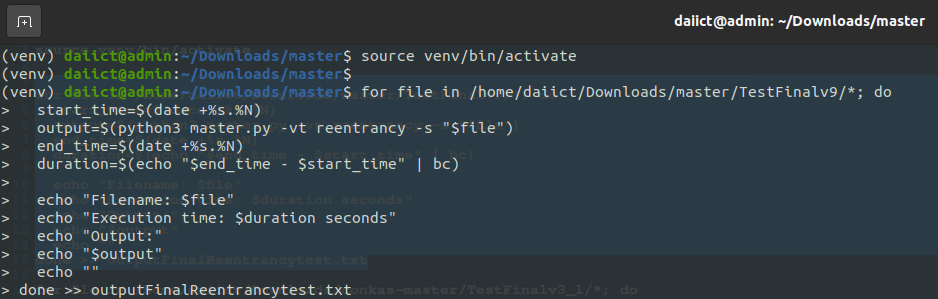 daiict@admin: ~/Downloads/master
(venv) daiict@admin:~/Downloads/master$ source venv/bin/activate
(venv) daiict@admin:~/Downloads/master$
(venv) daiict@admin:~/Downloads/master$ for file in /home/daiict/Downloads/master/TestFinalv9/*; do
>   start_time=$(date +%s.%N)
>   output=$(python3 master.py -vt reentrancy -s "$file")
>   end_time=$(date +%s.%N)
>   duration=$(echo "$end_time - $start_time" | bc)
>
>   echo "Filename: $file"
>   echo "Execution time: $duration seconds"
>   echo "Output:"
>   echo "$output"
>   echo ""
> done >> outputFinalReentrancytest.txt